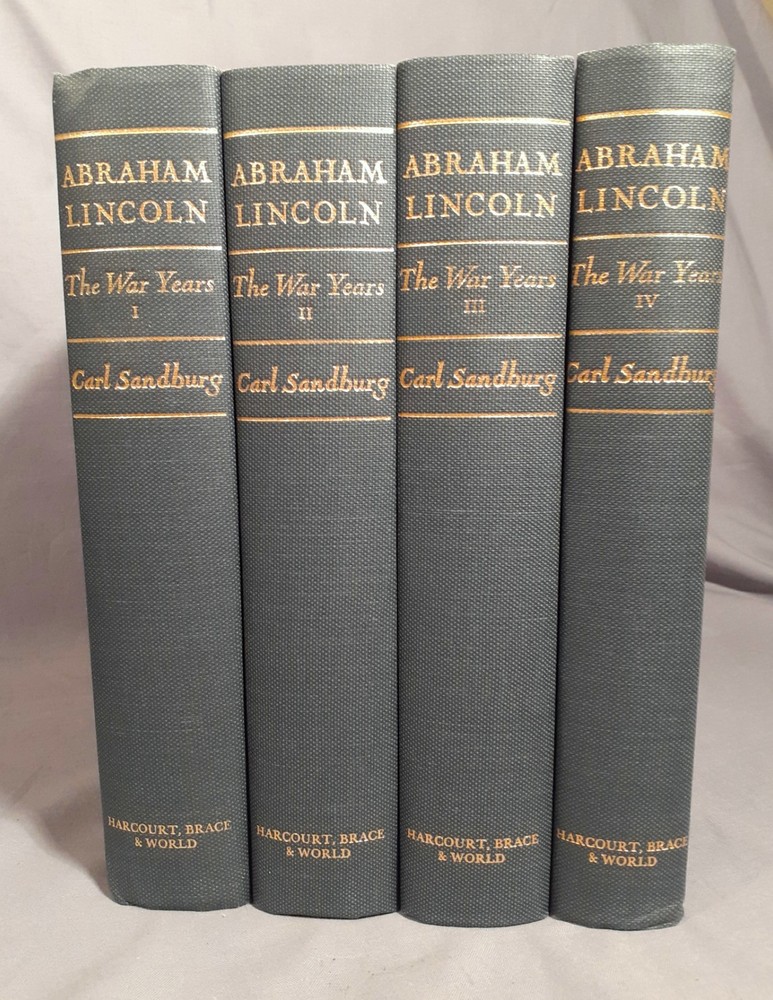 ABRAHAM
LINCOLN
The War Years
I
Carl Sandburg
HARCOURT, BRACE
& WORLD
ABRAHAM
LINCOLN
The War Years
II
Carl Sandburg
HARCOURT, BRACE
& WORLD
ABRAHAM
LINCOLN
The War Years
III
Carl Sandburg
HARCOURT, BRACE
& WORLD
ABRAHAM
LINCOLN
The War Years
IV
Carl Sandburg
HARCOURT, BRACE
& WORLD